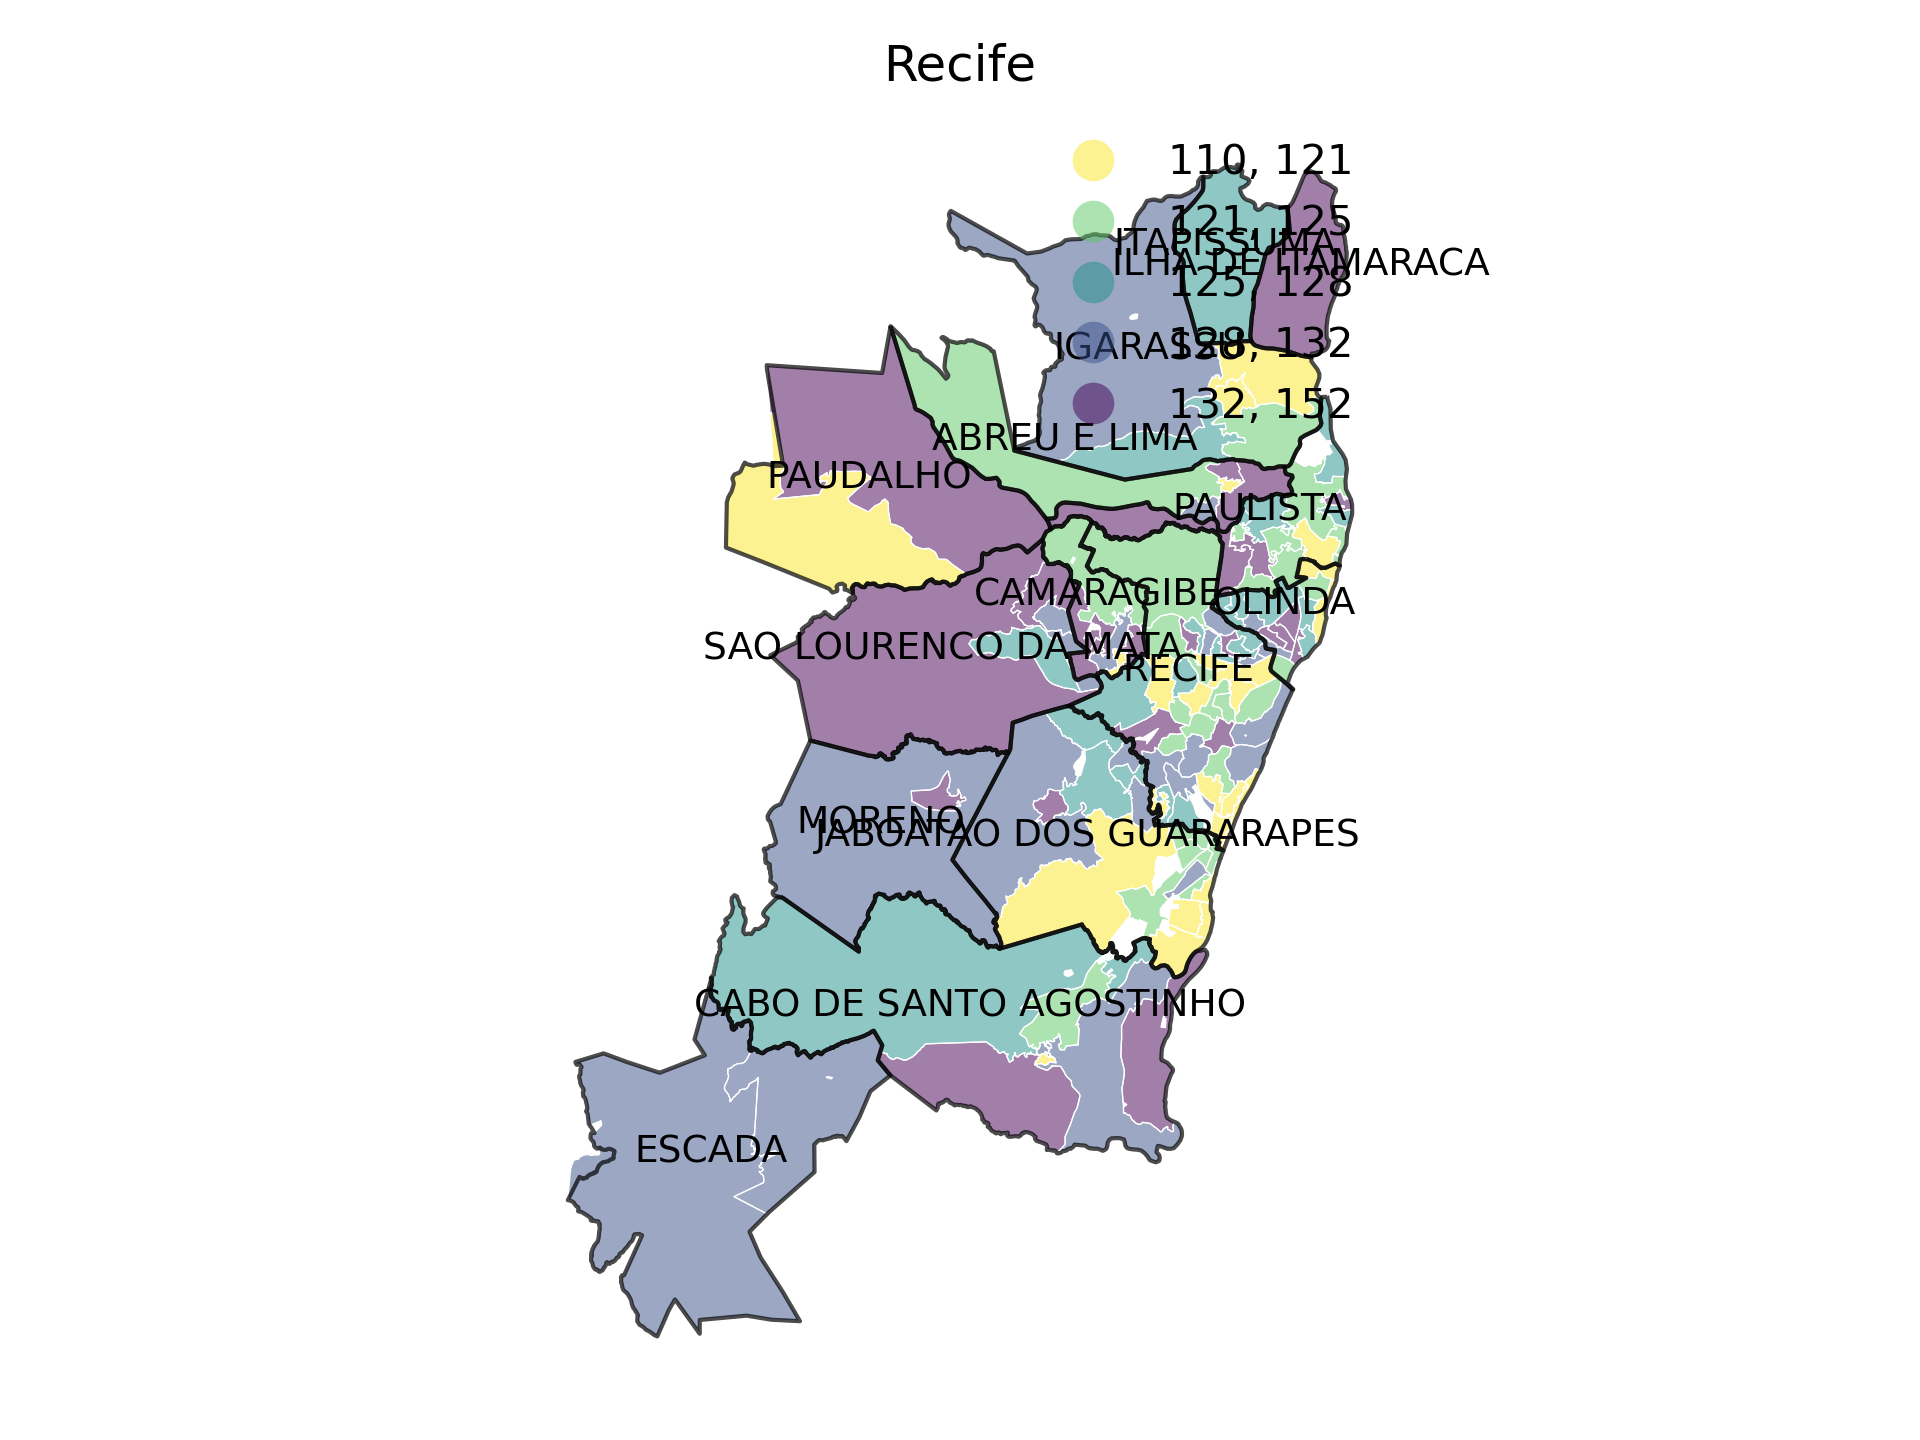 Recife
110, 121
121, 125
ITAPISSUMA
ILHA DE ITAMARACA
125, 128
IGARASSU
128, 132
132, 152
ABREU E LIMA
PAUDALHO
PAULISTA
CAMARAGIBE
OLINDA
SAO LOURENCO DA MATA
RECIFE
MORENO
JABOATAO DOS GUARARAPES
CABO DE SANTO AGOSTINHO
ESCADA